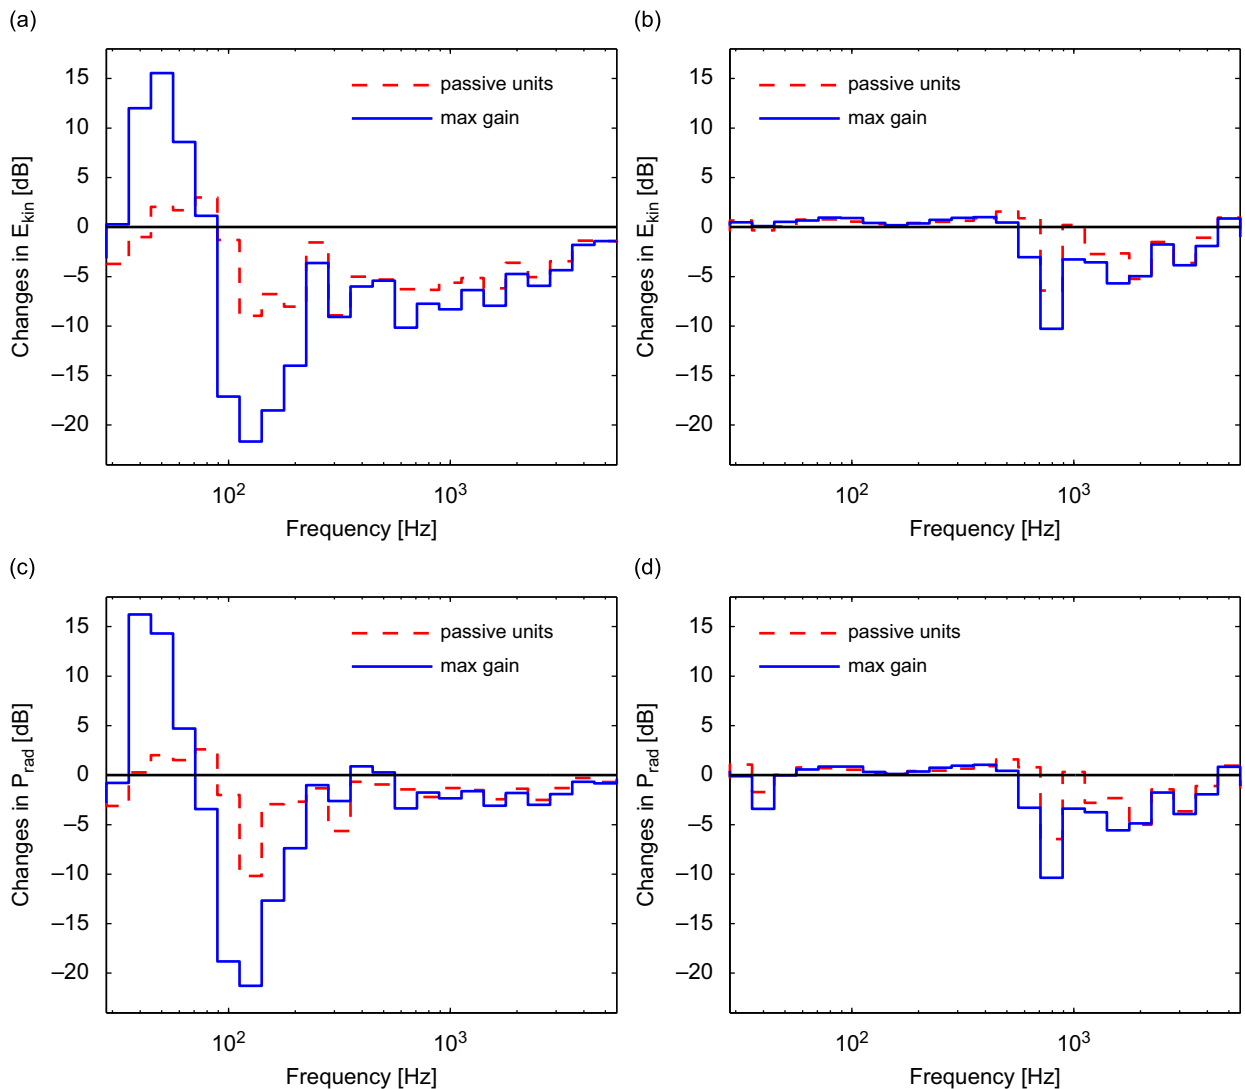 (a)
15
10
5
0
–5
–10
–15
–20
Changes in E_kin [dB]
passive units
max gain
10²
10³
Frequency [Hz]
(b)
15
10
5
0
–5
–10
–15
–20
Changes in E_kin [dB]
passive units
max gain
10²
10³
Frequency [Hz]
(c)
15
10
5
0
–5
–10
–15
–20
Changes in P_rad [dB]
passive units
max gain
10²
10³
Frequency [Hz]
(d)
15
10
5
0
–5
–10
–15
–20
Changes in P_rad [dB]
passive units
max gain
10²
10³
Frequency [Hz]